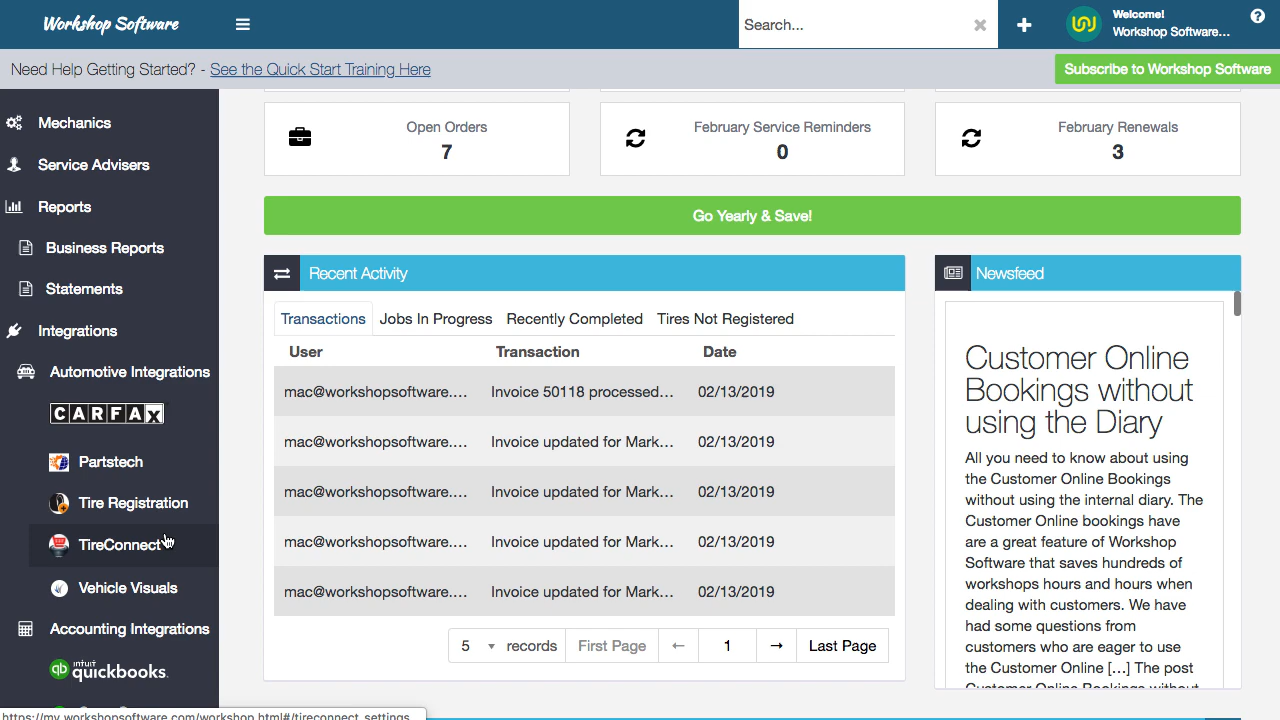 Workshop Software
Search...
Welcome!
Workshop Software...
Need Help Getting Started? - See the Quick Start Training Here
Subscribe to Workshop Software
Mechanics
Service Advisers
Reports
Business Reports
Statements
Integrations
Automotive Integrations
CARFAX
Partstech
Tire Registration
TireConnect
Vehicle Visuals
Accounting Integrations
intuit
quickbooks.
Open Orders
7
February Service Reminders
0
February Renewals
3
Go Yearly & Save!
Recent Activity
Transactions Jobs In Progress Recently Completed Tires Not Registered
User Transaction Date
mac@workshopsoftware.... Invoice 50118 processed... 02/13/2019
mac@workshopsoftware.... Invoice updated for Mark... 02/13/2019
mac@workshopsoftware.... Invoice updated for Mark... 02/13/2019
mac@workshopsoftware.... Invoice updated for Mark... 02/13/2019
mac@workshopsoftware.... Invoice updated for Mark... 02/13/2019
5 records First Page ← 1 → Last Page
Newsfeed
Customer Online
Bookings without
using the Diary
All you need to know about using
the Customer Online Bookings
without using the internal diary. The
Customer Online bookings have
are a great feature of Workshop
Software that saves hundreds of
workshops hours and hours when
dealing with customers. We have
had some questions from
customers who are eager to use
the Customer Online [...] The post
Customer Online Bookings without
https://my.workshopsoftware.com/workshop.html#/tireconnect_settings